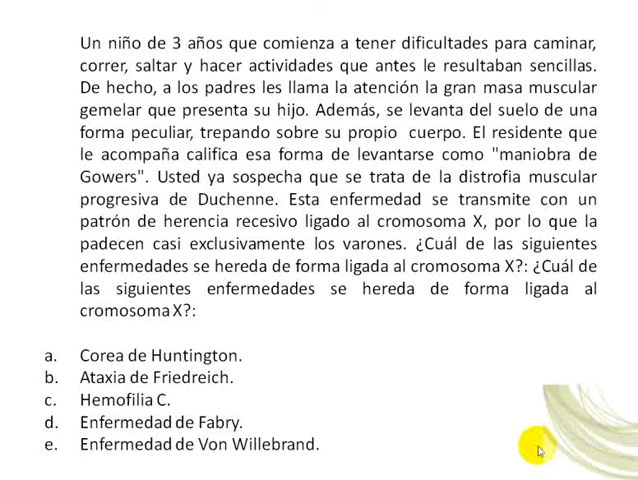 Un niño de 3 años que comienza a tener dificultades para caminar,
correr, saltar y hacer actividades que antes le resultaban sencillas.
De hecho, a los padres les llama la atención la gran masa muscular
gemelar que presenta su hijo. Además, se levanta del suelo de una
forma peculiar, trepando sobre su propio cuerpo. El residente que
le acompaña califica esa forma de levantarse como "maniobra de
Gowers". Usted ya sospecha que se trata de la distrofia muscular
progresiva de Duchenne. Esta enfermedad se transmite con un
patrón de herencia recesivo ligado al cromosoma X, por lo que la
padecen casi exclusivamente los varones. ¿Cuál de las siguientes
enfermedades se hereda de forma ligada al cromosoma X?: ¿Cuál de
las siguientes enfermedades se hereda de forma ligada al
cromosoma X?:
a. Corea de Huntington.
b. Ataxia de Friedreich.
c. Hemofilia C.
d. Enfermedad de Fabry.
e. Enfermedad de Von Willebrand.